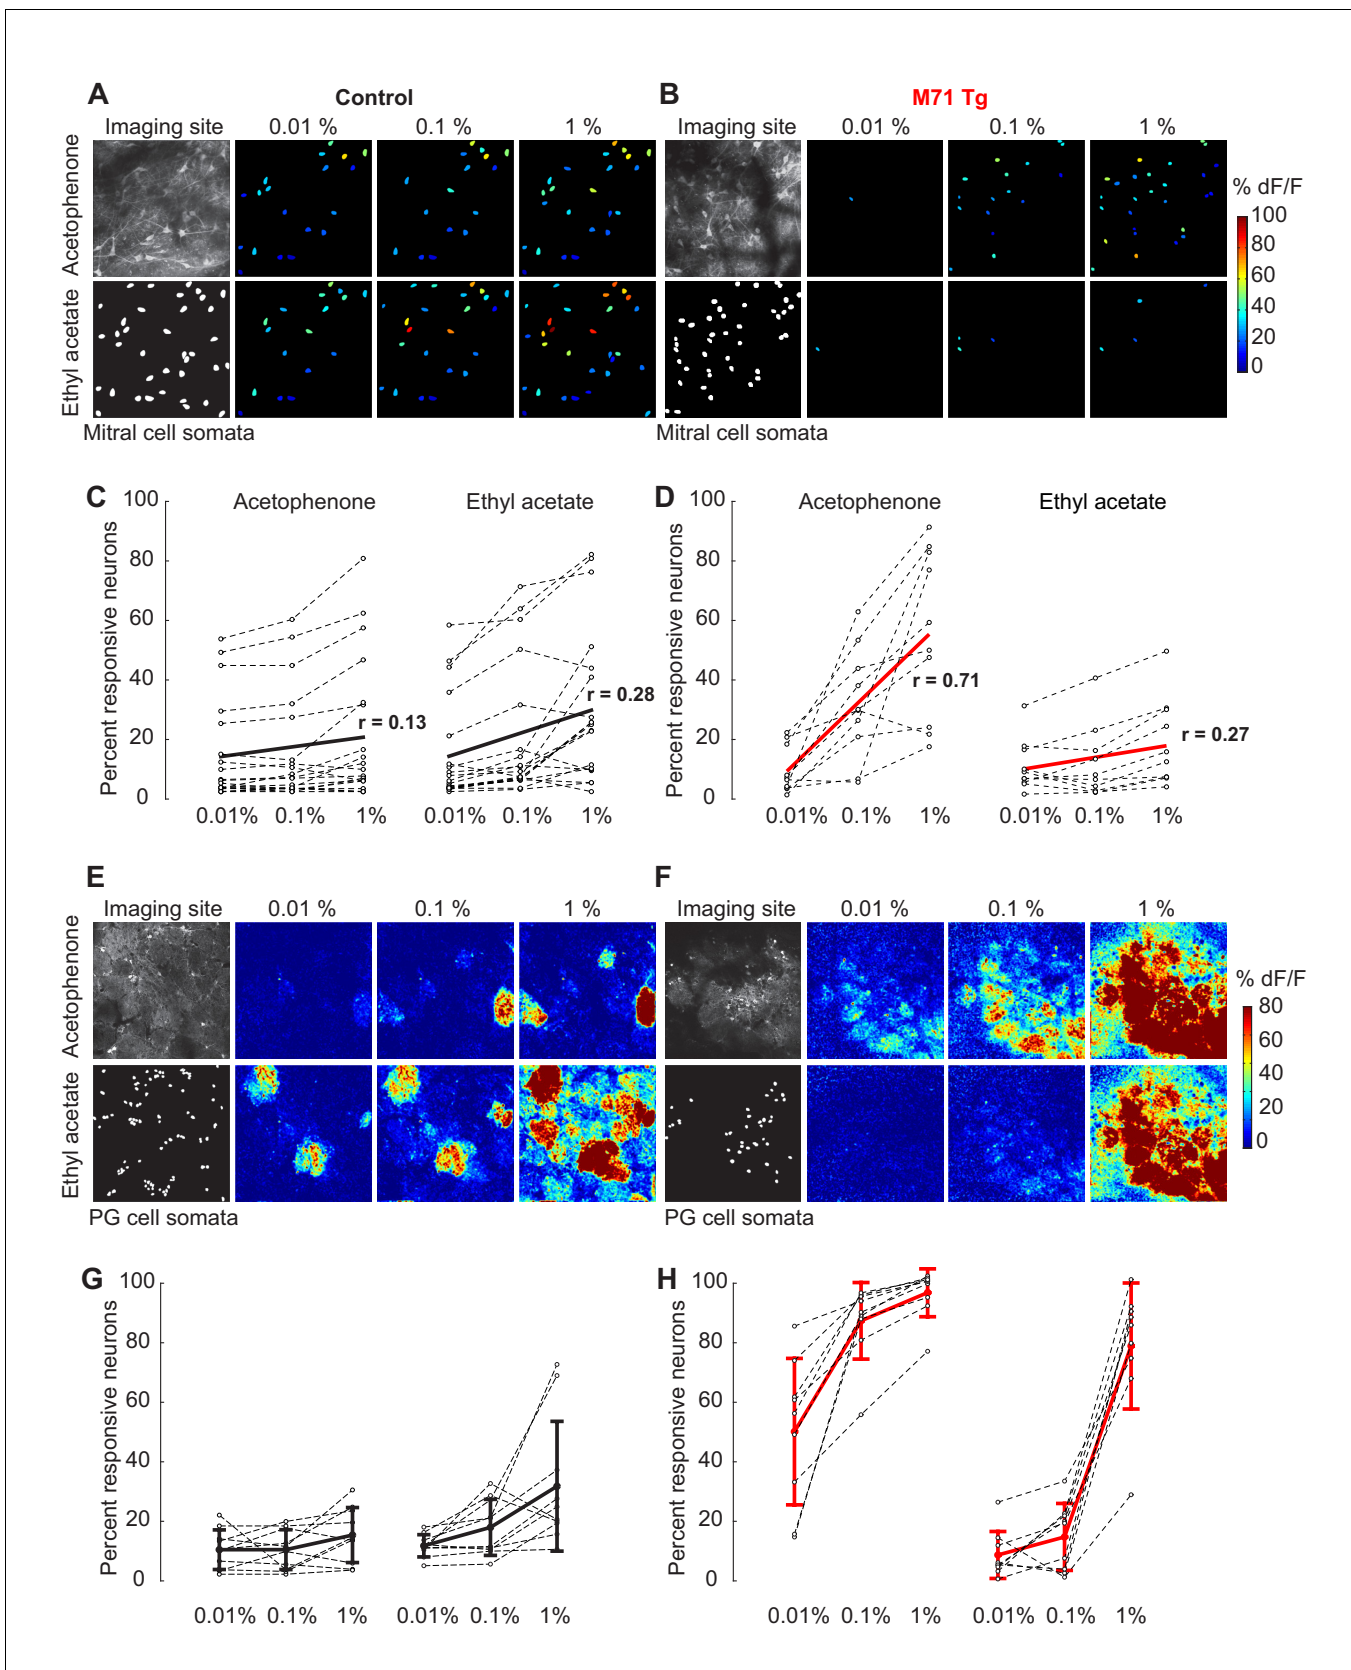 A
Control
B
M71 Tg
Imaging site
0.01 %
0.1 %
1 %
Imaging site
0.01 %
0.1 %
1 %
Acetophenone
Ethyl acetate
% dF/F
100
80
60
40
20
0
Mitral cell somata
Mitral cell somata
C
Acetophenone
Ethyl acetate
Percent responsive neurons
100
80
60
40
20
0
r = 0.13
r = 0.28
0.01%
0.1%
1%
0.01%
0.1%
1%
D
Acetophenone
Ethyl acetate
Percent responsive neurons
100
80
60
40
20
0
r = 0.71
r = 0.27
0.01%
0.1%
1%
0.01%
0.1%
1%
E
F
Imaging site
0.01 %
0.1 %
1 %
Imaging site
0.01 %
0.1 %
1 %
Acetophenone
Ethyl acetate
% dF/F
80
60
40
20
0
PG cell somata
PG cell somata
G
Percent responsive neurons
100
80
60
40
20
0
0.01%
0.1%
1%
0.01%
0.1%
1%
H
Percent responsive neurons
100
80
60
40
20
0
0.01%
0.1%
1%
0.01%
0.1%
1%